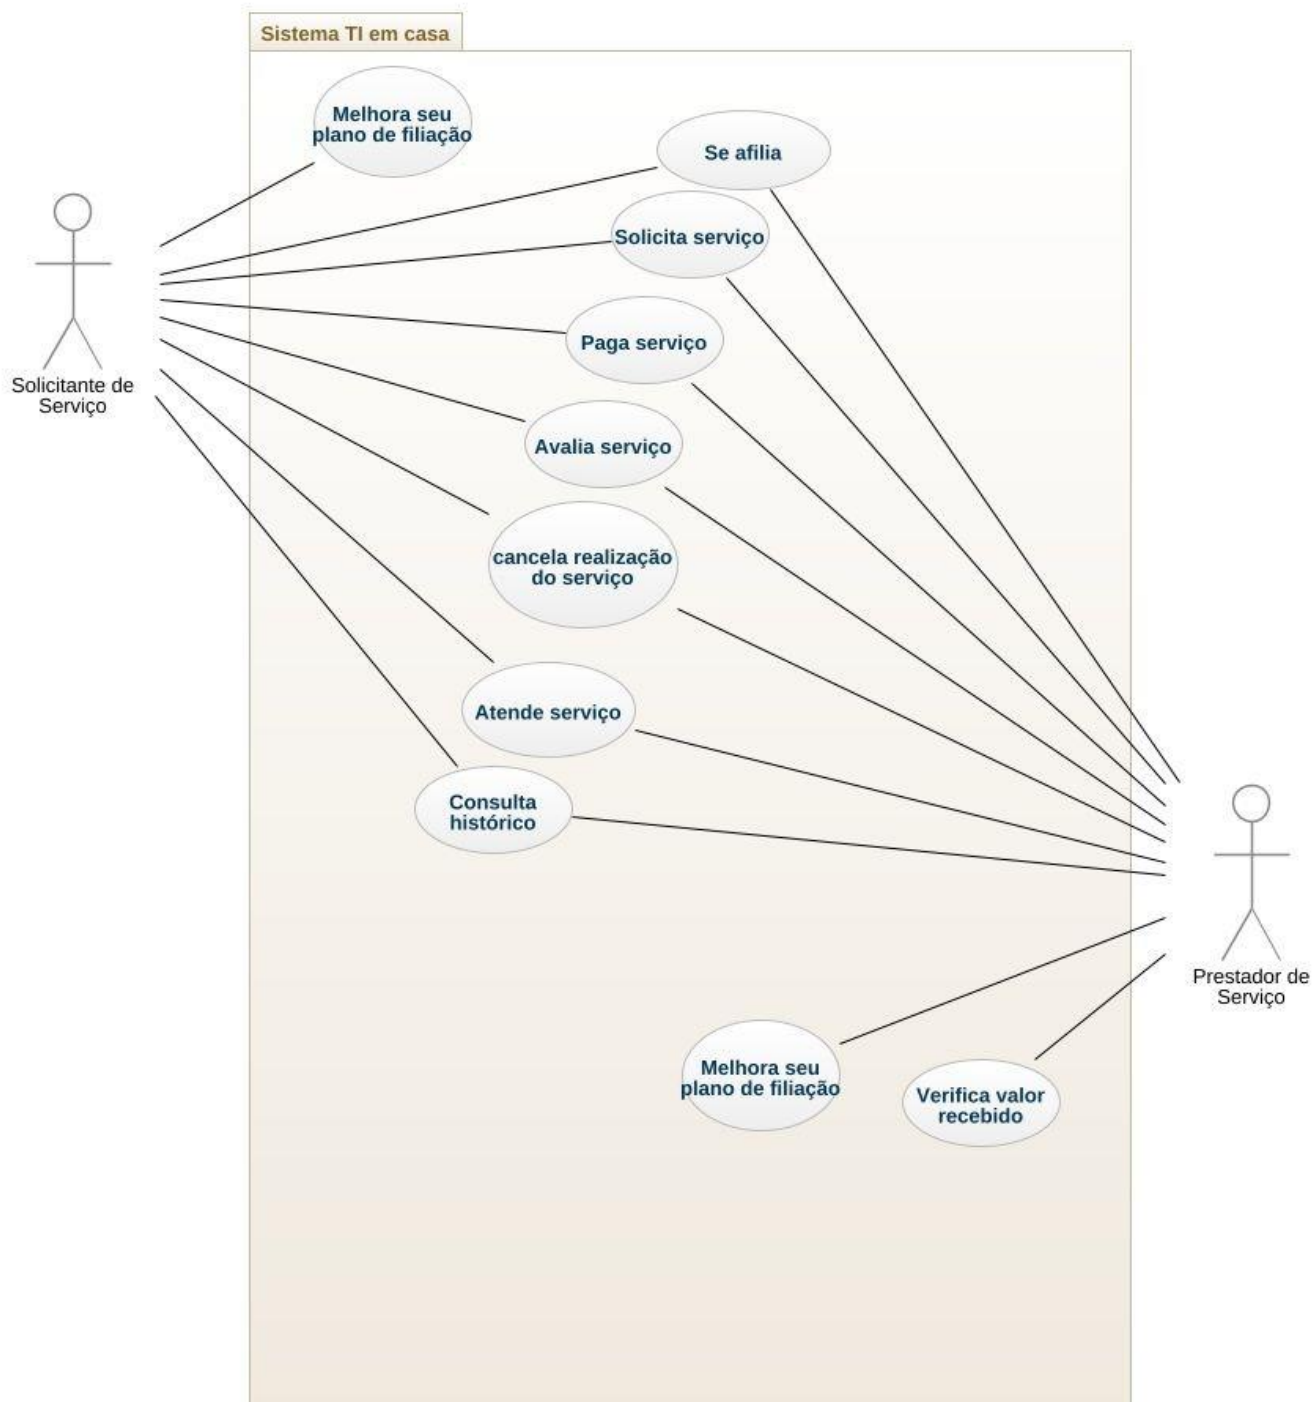 Sistema TI em casa
Melhora seu
plano de filiação
Se afilia
Solicita serviço
Paga serviço
Solicitante de
Serviço
Avalia serviço
cancela realização
do serviço
Atende serviço
Consulta
histórico
Prestador de
Serviço
Melhora seu
plano de filiação
Verifica valor
recebido